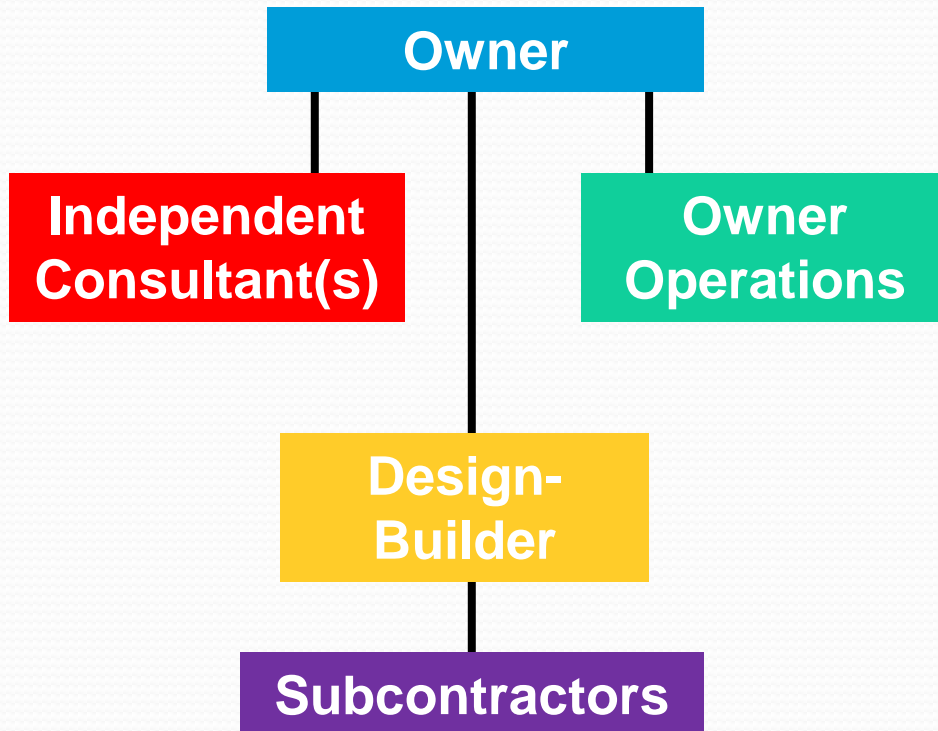 Owner
Independent
Consultant(s)
Owner
Operations
Design-
Builder
Subcontractors